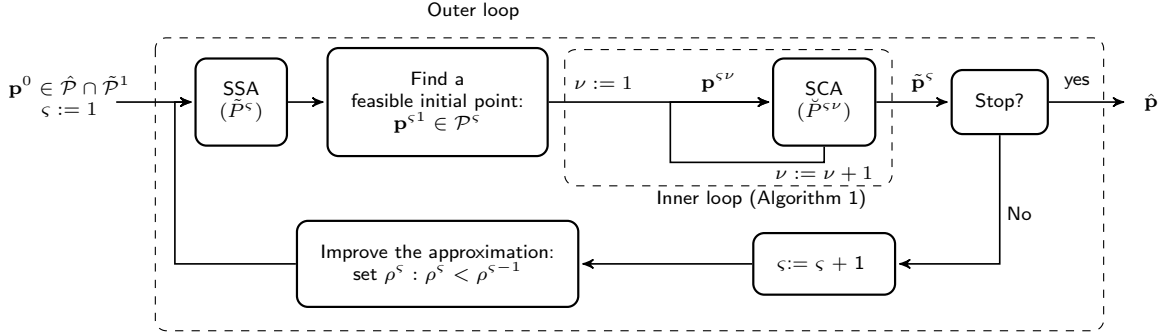 Outer loop
𝐩⁰ ∈ 𝒫̂ ∩ 𝒫̃¹
ς := 1
SSA
(P̃^ς)
Find a
feasible initial point:
𝐩^{ς1} ∈ 𝒫^ς
ν := 1
𝐩^{ςν}
SCA
(P̆^{ςν})
ν := ν + 1
Inner loop (Algorithm 1)
𝐩̃^ς
Stop?
yes
𝐩̂
No
ς:= ς + 1
Improve the approximation:
set ρ^ς : ρ^ς < ρ^{ς−1}